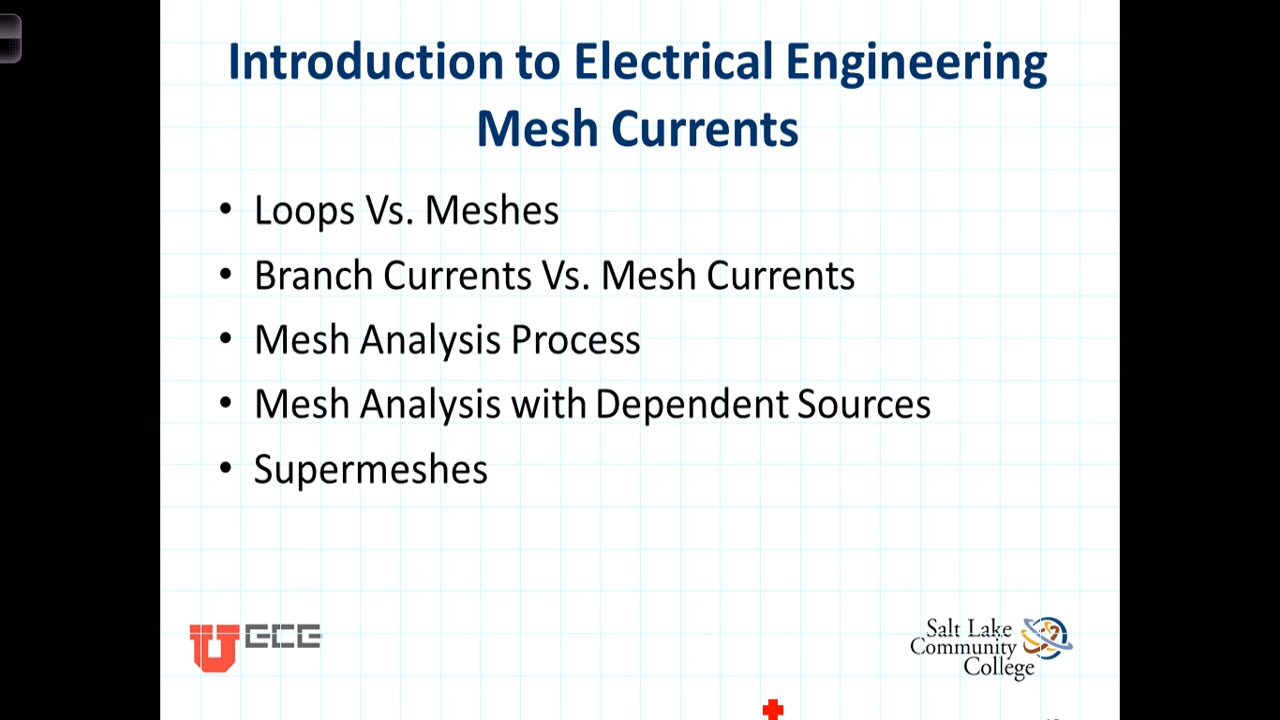 Introduction to Electrical Engineering
Mesh Currents
• Loops Vs. Meshes
• Branch Currents Vs. Mesh Currents
• Mesh Analysis Process
• Mesh Analysis with Dependent Sources
• Supermeshes
U ECE
Salt Lake
Community
College